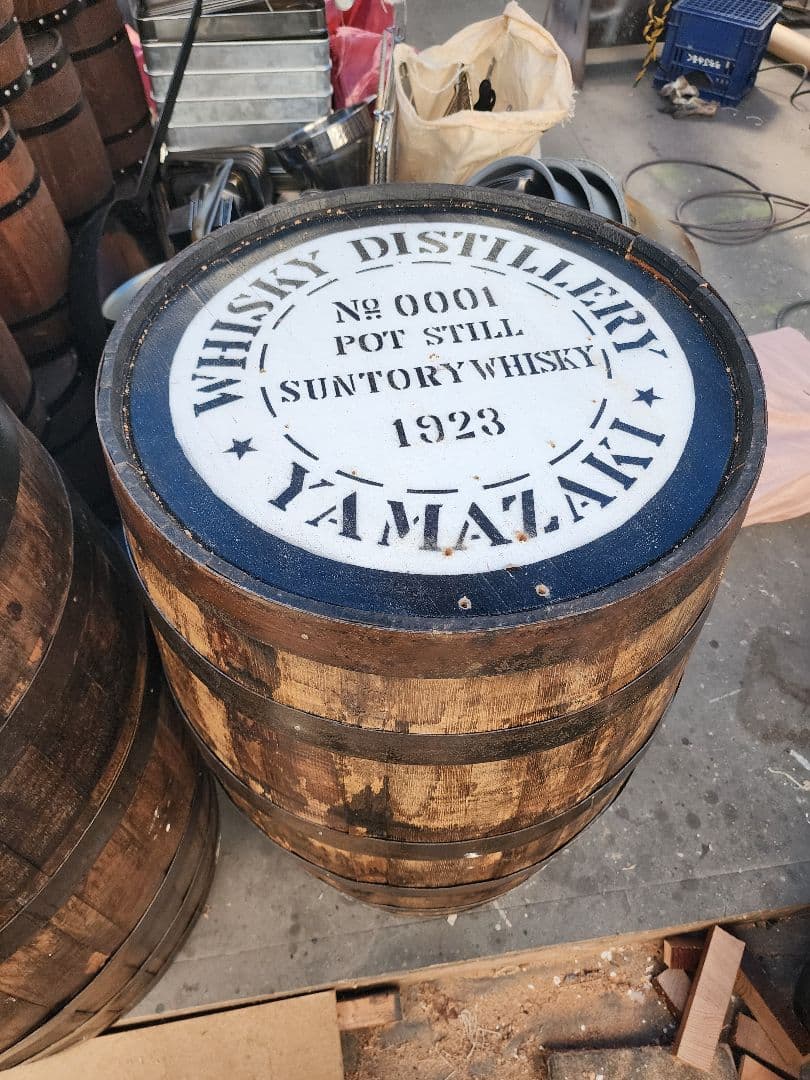 WHISKY DISTILLERY
№ 0001
POT STILL
SUNTORY WHISKY
1923
★ YAMAZAKI ★